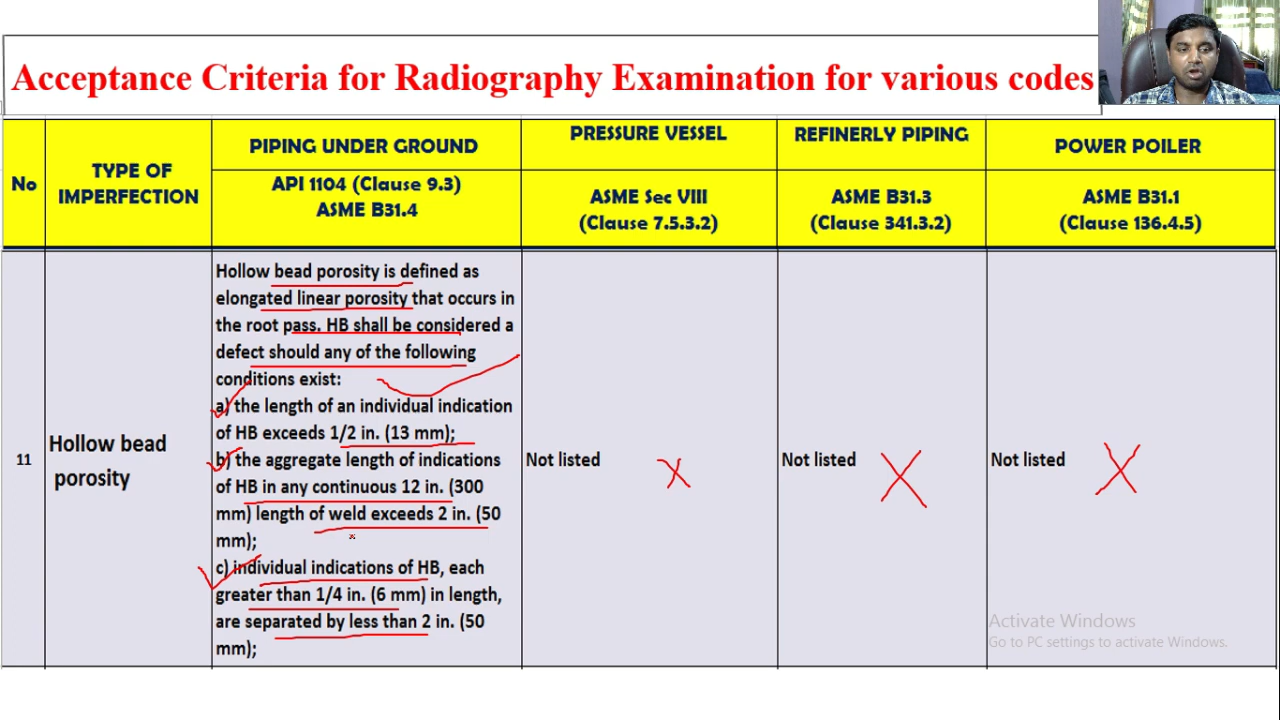 Acceptance Criteria for Radiography Examination for various codes
No
TYPE OF
IMPERFECTION
PIPING UNDER GROUND
API 1104 (Clause 9.3)
ASME B31.4
PRESSURE VESSEL
ASME Sec VIII
(Clause 7.5.3.2)
REFINERLY PIPING
ASME B31.3
(Clause 341.3.2)
POWER POILER
ASME B31.1
(Clause 136.4.5)
11
Hollow bead
porosity
Hollow bead porosity is defined as
elongated linear porosity that occurs in
the root pass. HB shall be considered a
defect should any of the following
conditions exist:
a) the length of an individual indication
of HB exceeds 1/2 in. (13 mm);
b) the aggregate length of indications
of HB in any continuous 12 in. (300
mm) length of weld exceeds 2 in. (50
mm);
c) individual indications of HB, each
greater than 1/4 in. (6 mm) in length,
are separated by less than 2 in. (50
mm);
Not listed
Not listed
Not listed
Activate Windows
Go to PC settings to activate Windows.